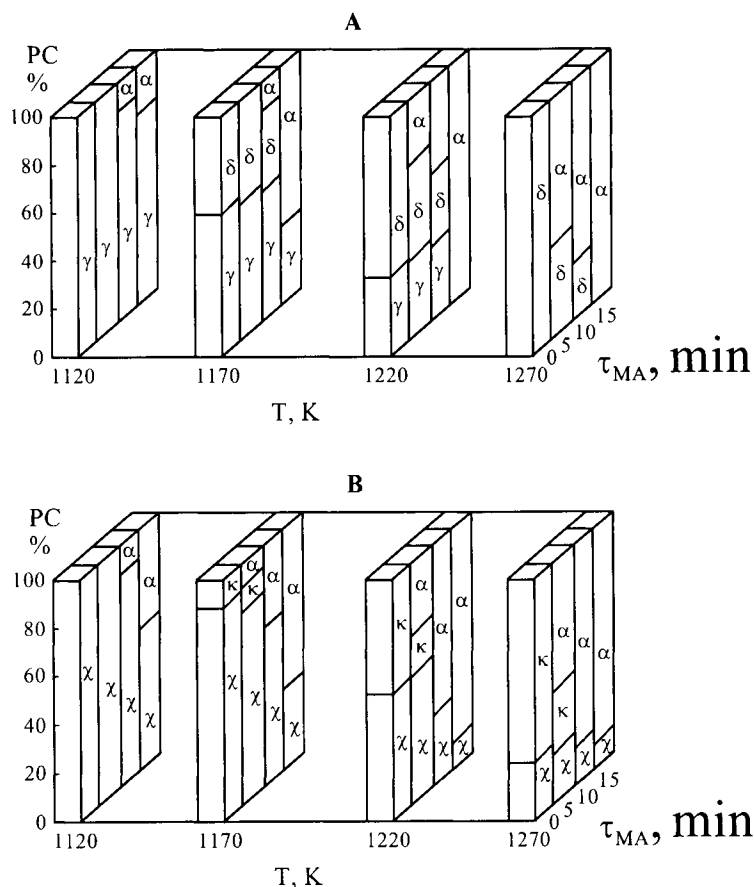 A
PC
%
100
80
60
40
20
0
γ γ γ γ α α
γ γ γ γ δ δ δ α α
γ γ γ δ δ δ α α
δ δ δ α α α
1120 1170 1220 1270
0 5 10 15
τMA, min
T, K
B
PC
%
100
80
60
40
20
0
χ χ χ χ α α
χ χ χ χ κ κ α α α
χ χ χ χ κ κ α α α
χ χ χ χ κ κ α α α
1120 1170 1220 1270
0 5 10 15
τMA, min
T, K